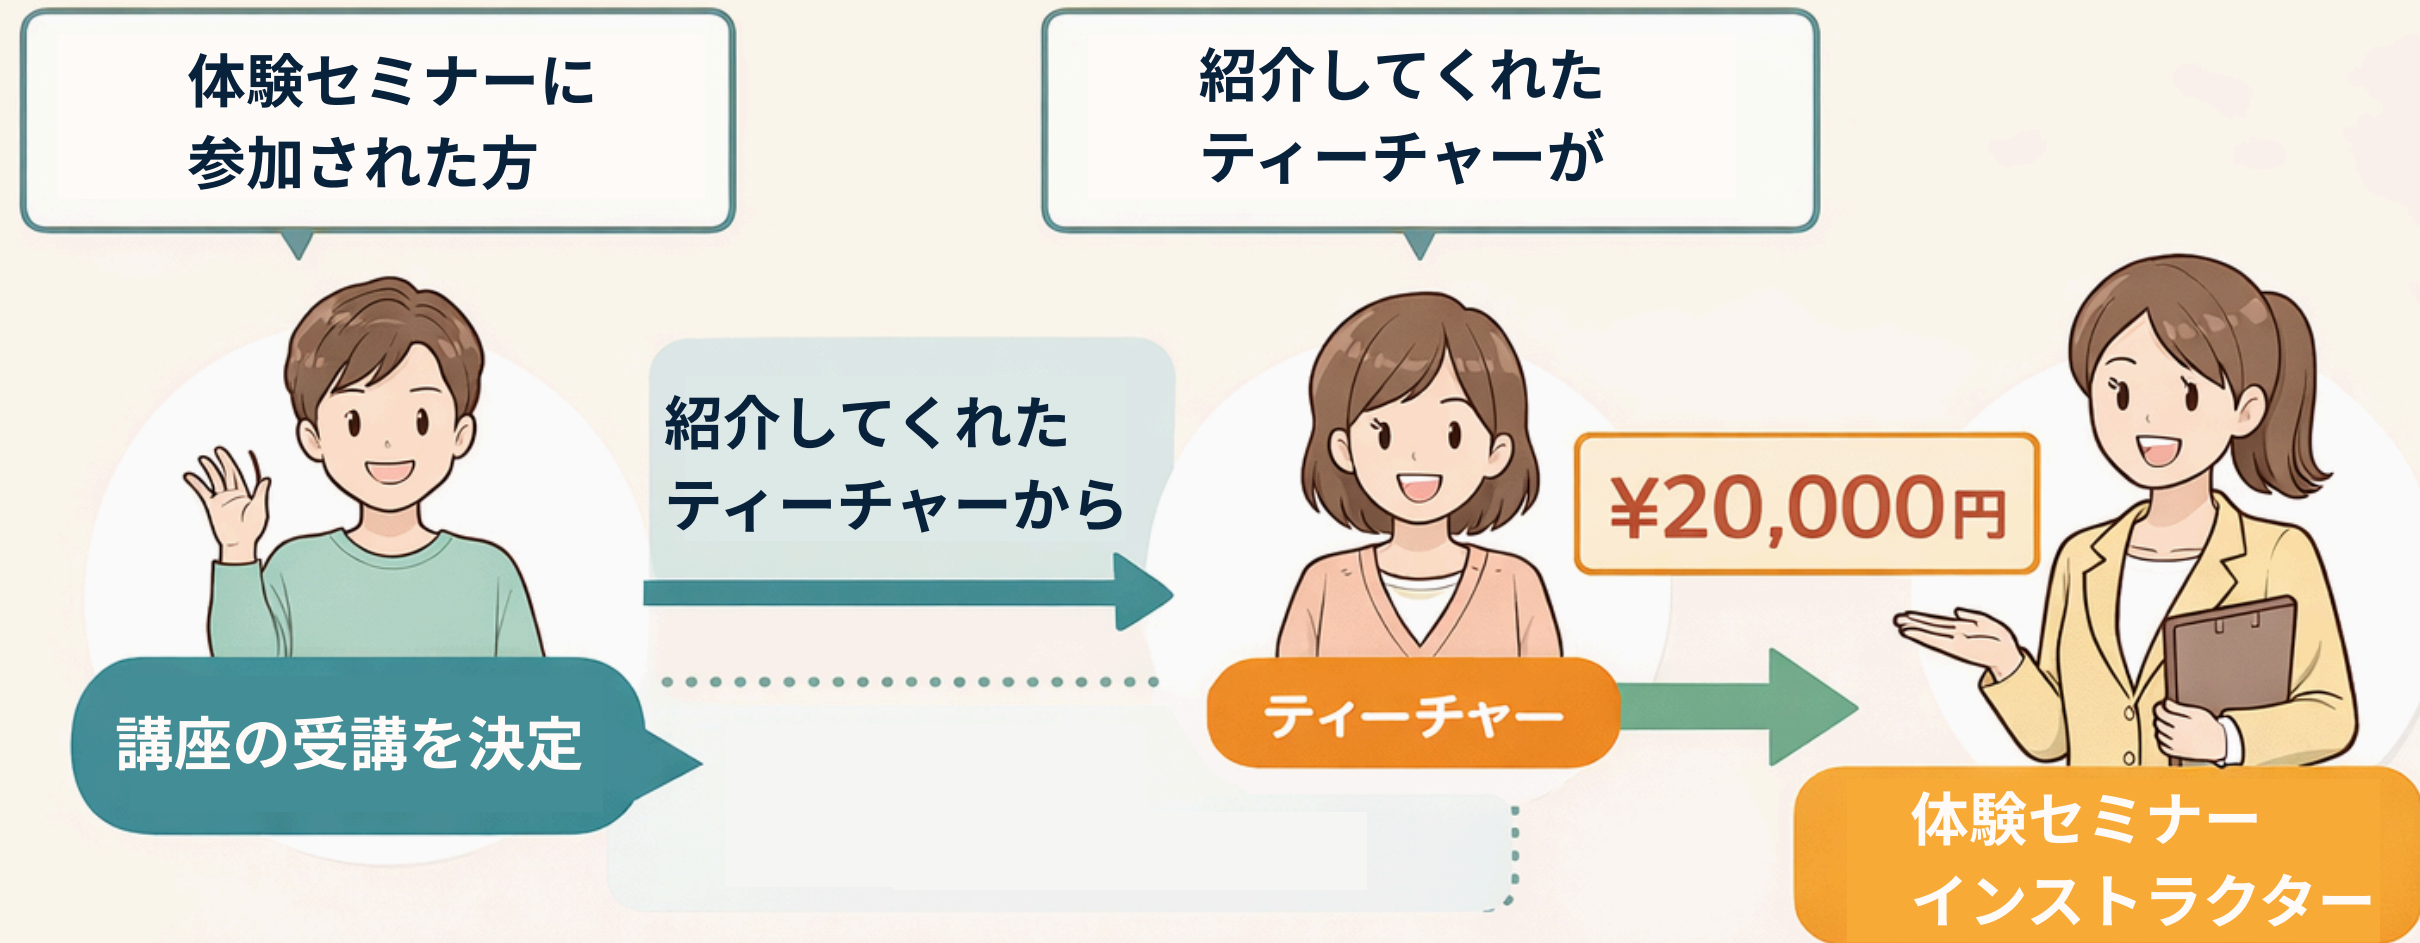 体験セミナーに
参加された方
紹介してくれた
ティーチャーが
紹介してくれた
ティーチャーから
¥20,000円
講座の受講を決定
ティーチャー
体験セミナー
インストラクター